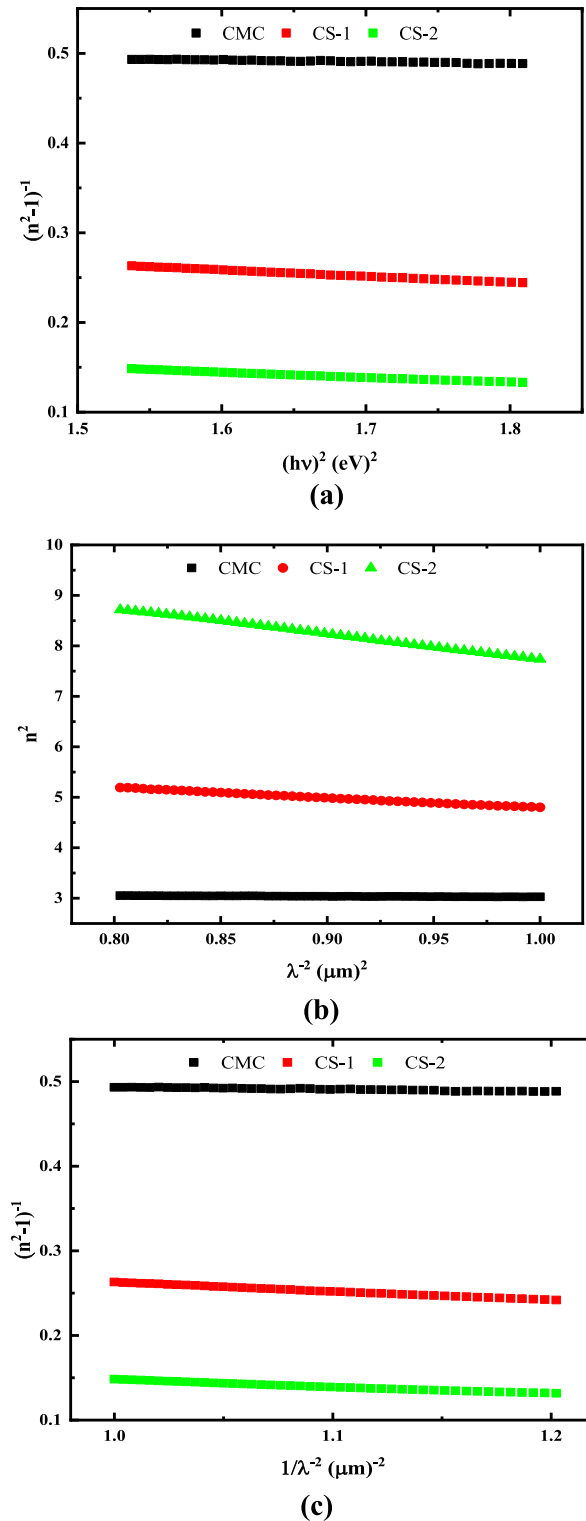 CMC CS-1 CS-2
0.5
0.4
0.3
0.2
0.1
(n²-1)⁻¹
1.5 1.6 1.7 1.8
(hν)² (eV)²
(a)
CMC CS-1 CS-2
10
9
8
7
6
5
4
3
n²
0.80 0.85 0.90 0.95 1.00
λ⁻² (μm)²
(b)
CMC CS-1 CS-2
0.5
0.4
0.3
0.2
0.1
(n²-1)⁻¹
1.0 1.1 1.2
1/λ⁻² (μm)⁻²
(c)